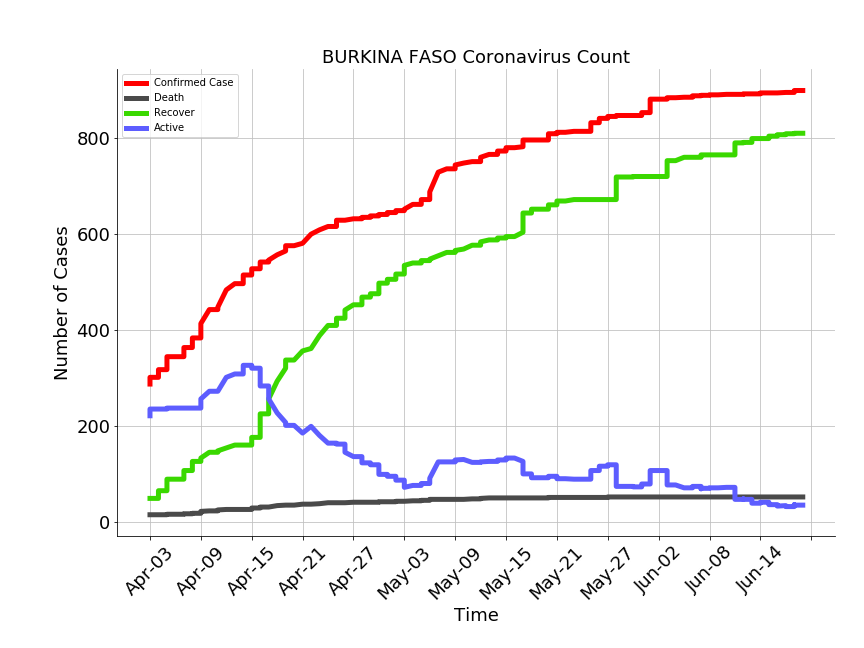 BURKINA FASO Coronavirus Count
Confirmed Case
Death
Recover
Active
Number of Cases
800
600
400
200
0
Apr-03
Apr-09
Apr-15
Apr-21
Apr-27
May-03
May-09
May-15
May-21
May-27
Jun-02
Jun-08
Jun-14
Time